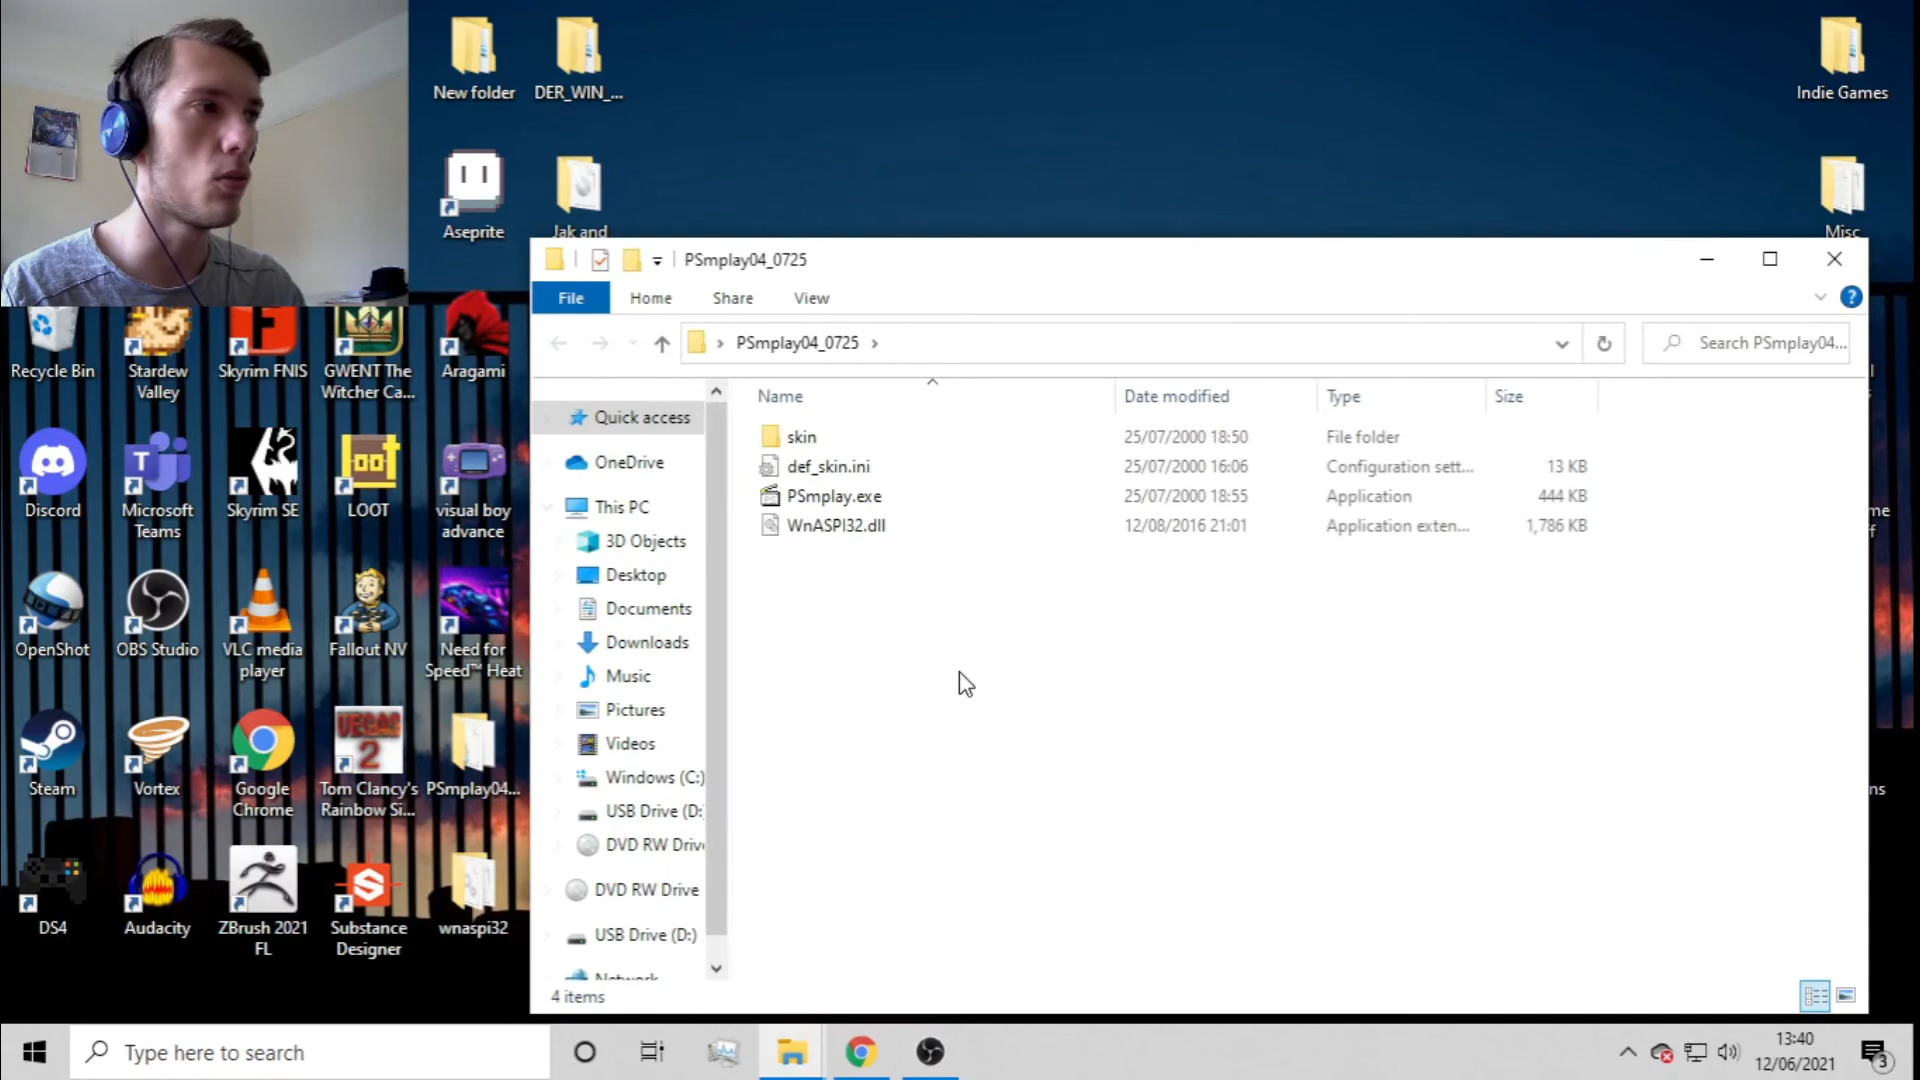 New folder
DER_WIN_...
Indie Games
Aseprite
Jak and
Misc
PSmplay04_0725
File
Home
Share
View
?
PSmplay04_0725
Search PSmplay04...
Name
Date modified
Type
Size
Quick access
OneDrive
This PC
3D Objects
Desktop
Documents
Downloads
Music
Pictures
Videos
Windows (C:)
USB Drive (D:
DVD RW Driv
DVD RW Drive
USB Drive (D:)
Network
skin
25/07/2000 18:50
File folder
def_skin.ini
25/07/2000 16:06
Configuration sett...
13 KB
PSmplay.exe
25/07/2000 18:55
Application
444 KB
WnASPI32.dll
12/08/2016 21:01
Application exten...
1,786 KB
4 items
Recycle Bin
Stardew
Valley
Skyrim FNIS
GWENT The
Witcher Ca...
Aragami
Discord
Microsoft
Teams
Skyrim SE
loot
LOOT
visual boy
advance
OpenShot
OBS Studio
VLC media
player
Fallout NV
Need for
Speed™ Heat
Steam
Vortex
Google
Chrome
VEGAS
2
Tom Clancy's
Rainbow Si...
PSmplay04...
DS4
Audacity
ZBrush 2021
FL
Substance
Designer
wnaspi32
Type here to search
13:40
12/06/2021
3